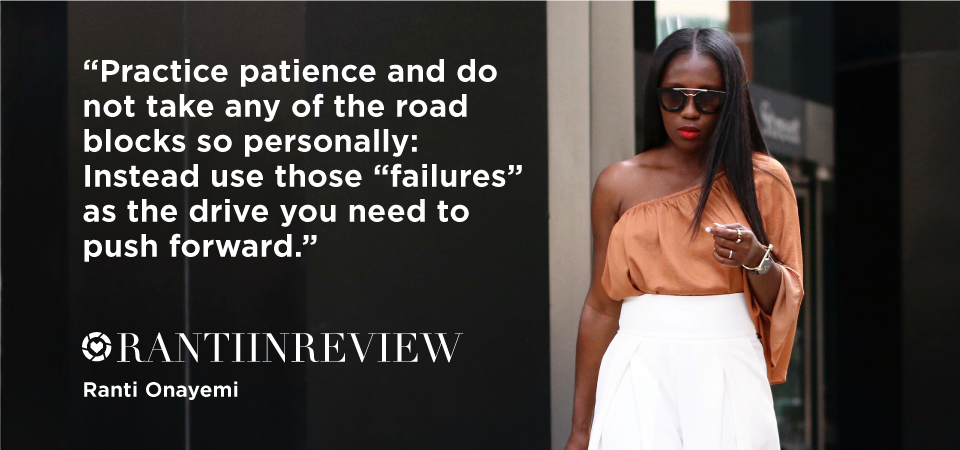 “Practice patience and do
not take any of the road
blocks so personally:
Instead use those “failures”
as the drive you need to
push forward.”
RANTIINREVIEW
Ranti Onayemi
Street